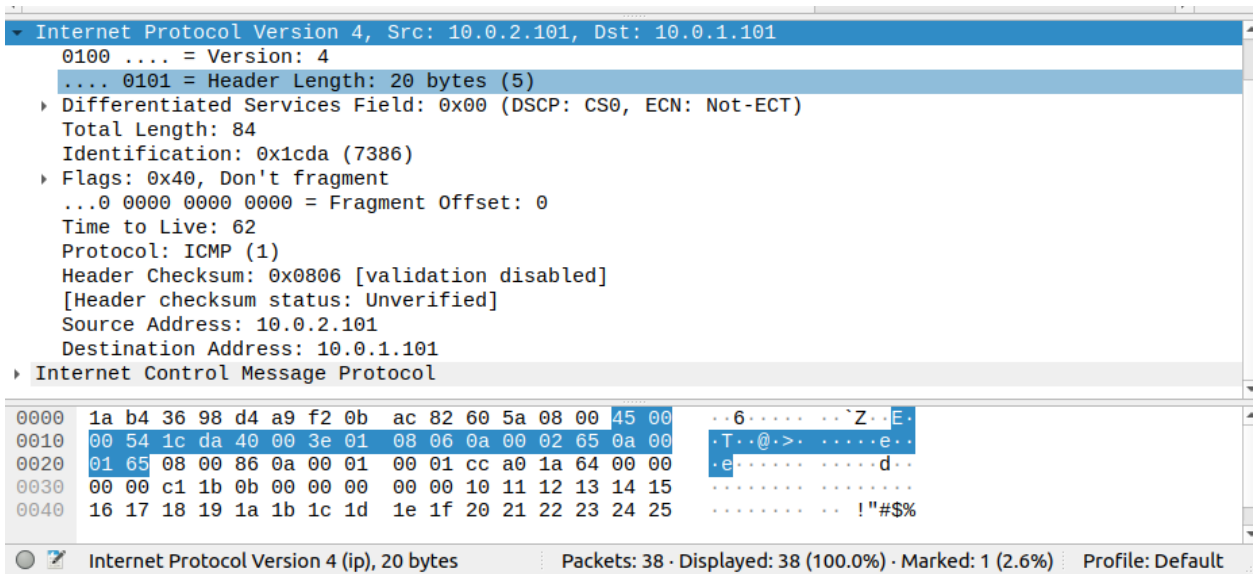 Internet Protocol Version 4, Src: 10.0.2.101, Dst: 10.0.1.101
0100 .... = Version: 4
.... 0101 = Header Length: 20 bytes (5)
Differentiated Services Field: 0x00 (DSCP: CS0, ECN: Not-ECT)
Total Length: 84
Identification: 0x1cda (7386)
Flags: 0x40, Don't fragment
...0 0000 0000 0000 = Fragment Offset: 0
Time to Live: 62
Protocol: ICMP (1)
Header Checksum: 0x0806 [validation disabled]
[Header checksum status: Unverified]
Source Address: 10.0.2.101
Destination Address: 10.0.1.101
Internet Control Message Protocol
0000 1a b4 36 98 d4 a9 f2 0b ac 82 60 5a 08 00 45 00 ··6····· ··`Z··E·
0010 00 54 1c da 40 00 3e 01 08 06 0a 00 02 65 0a 00 ·T··@·>· ·····e··
0020 01 65 08 00 86 0a 00 01 00 01 cc a0 1a 64 00 00 ·e······ ·····d··
0030 00 00 c1 1b 0b 00 00 00 00 00 10 11 12 13 14 15 ········ ········
0040 16 17 18 19 1a 1b 1c 1d 1e 1f 20 21 22 23 24 25 ········ ·· !"#$%
Internet Protocol Version 4 (ip), 20 bytes Packets: 38 · Displayed: 38 (100.0%) · Marked: 1 (2.6%) Profile: Default